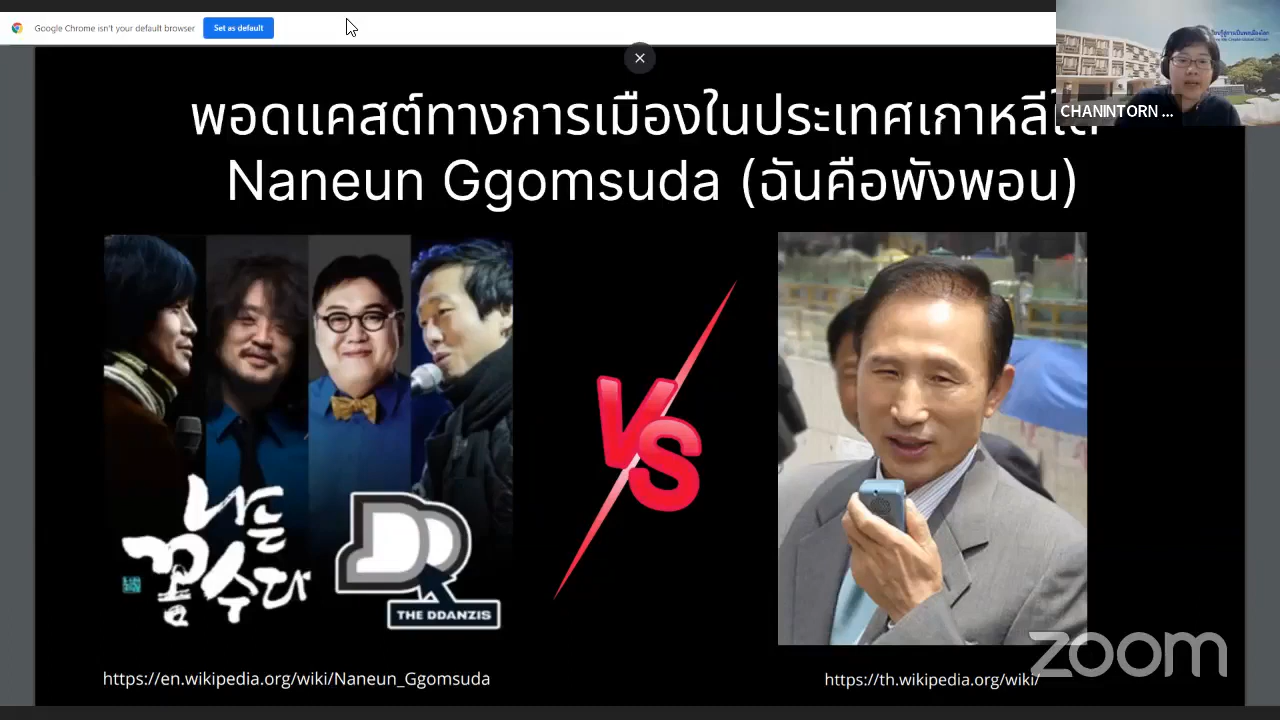 Google Chrome isn't your default browser
Set as default
CHANINTORN ...
พอดแคสต์ทางการเมืองในประเทศเกาหลีใต้
Naneun Ggomsuda (ฉันคือพังพอน)
나는
꼼수다
VS
THE DDANZIS
zoom
https://en.wikipedia.org/wiki/Naneun_Ggomsuda
https://th.wikipedia.org/wiki/